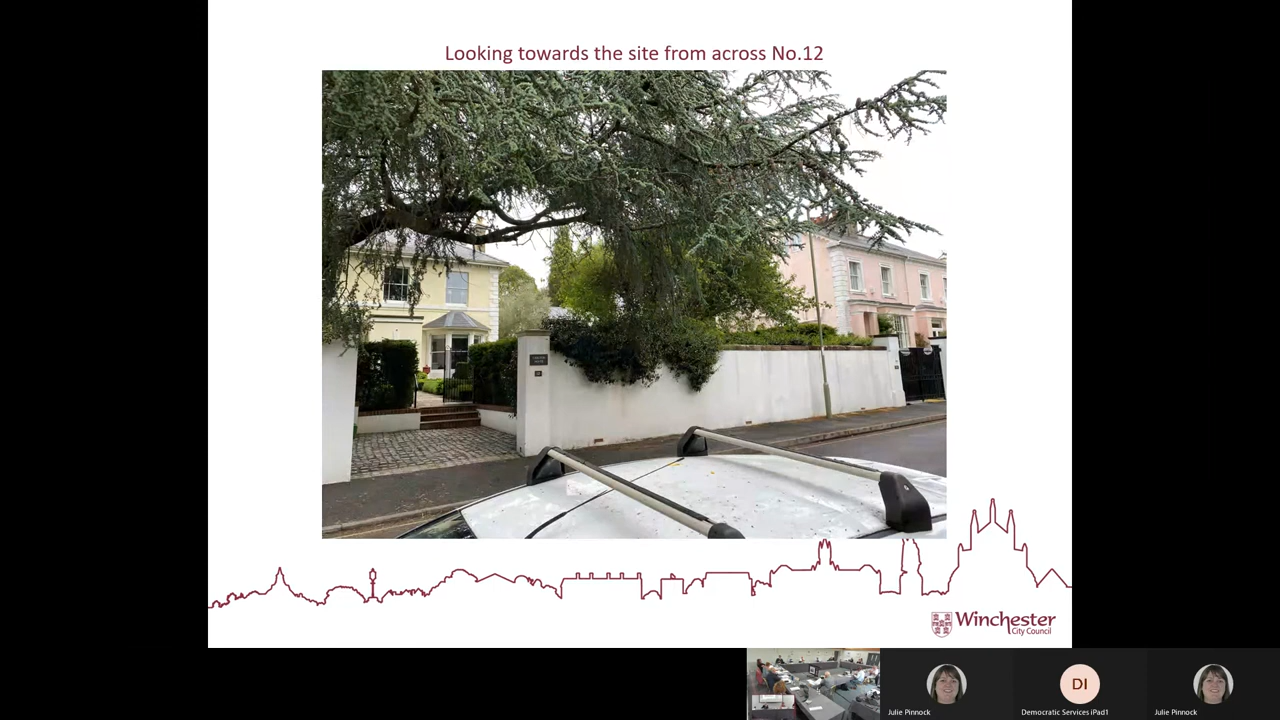 Looking towards the site from across No.12
Winchester
City Council
DI
Julie Pinnock
Democratic Services iPad1
Julie Pinnock